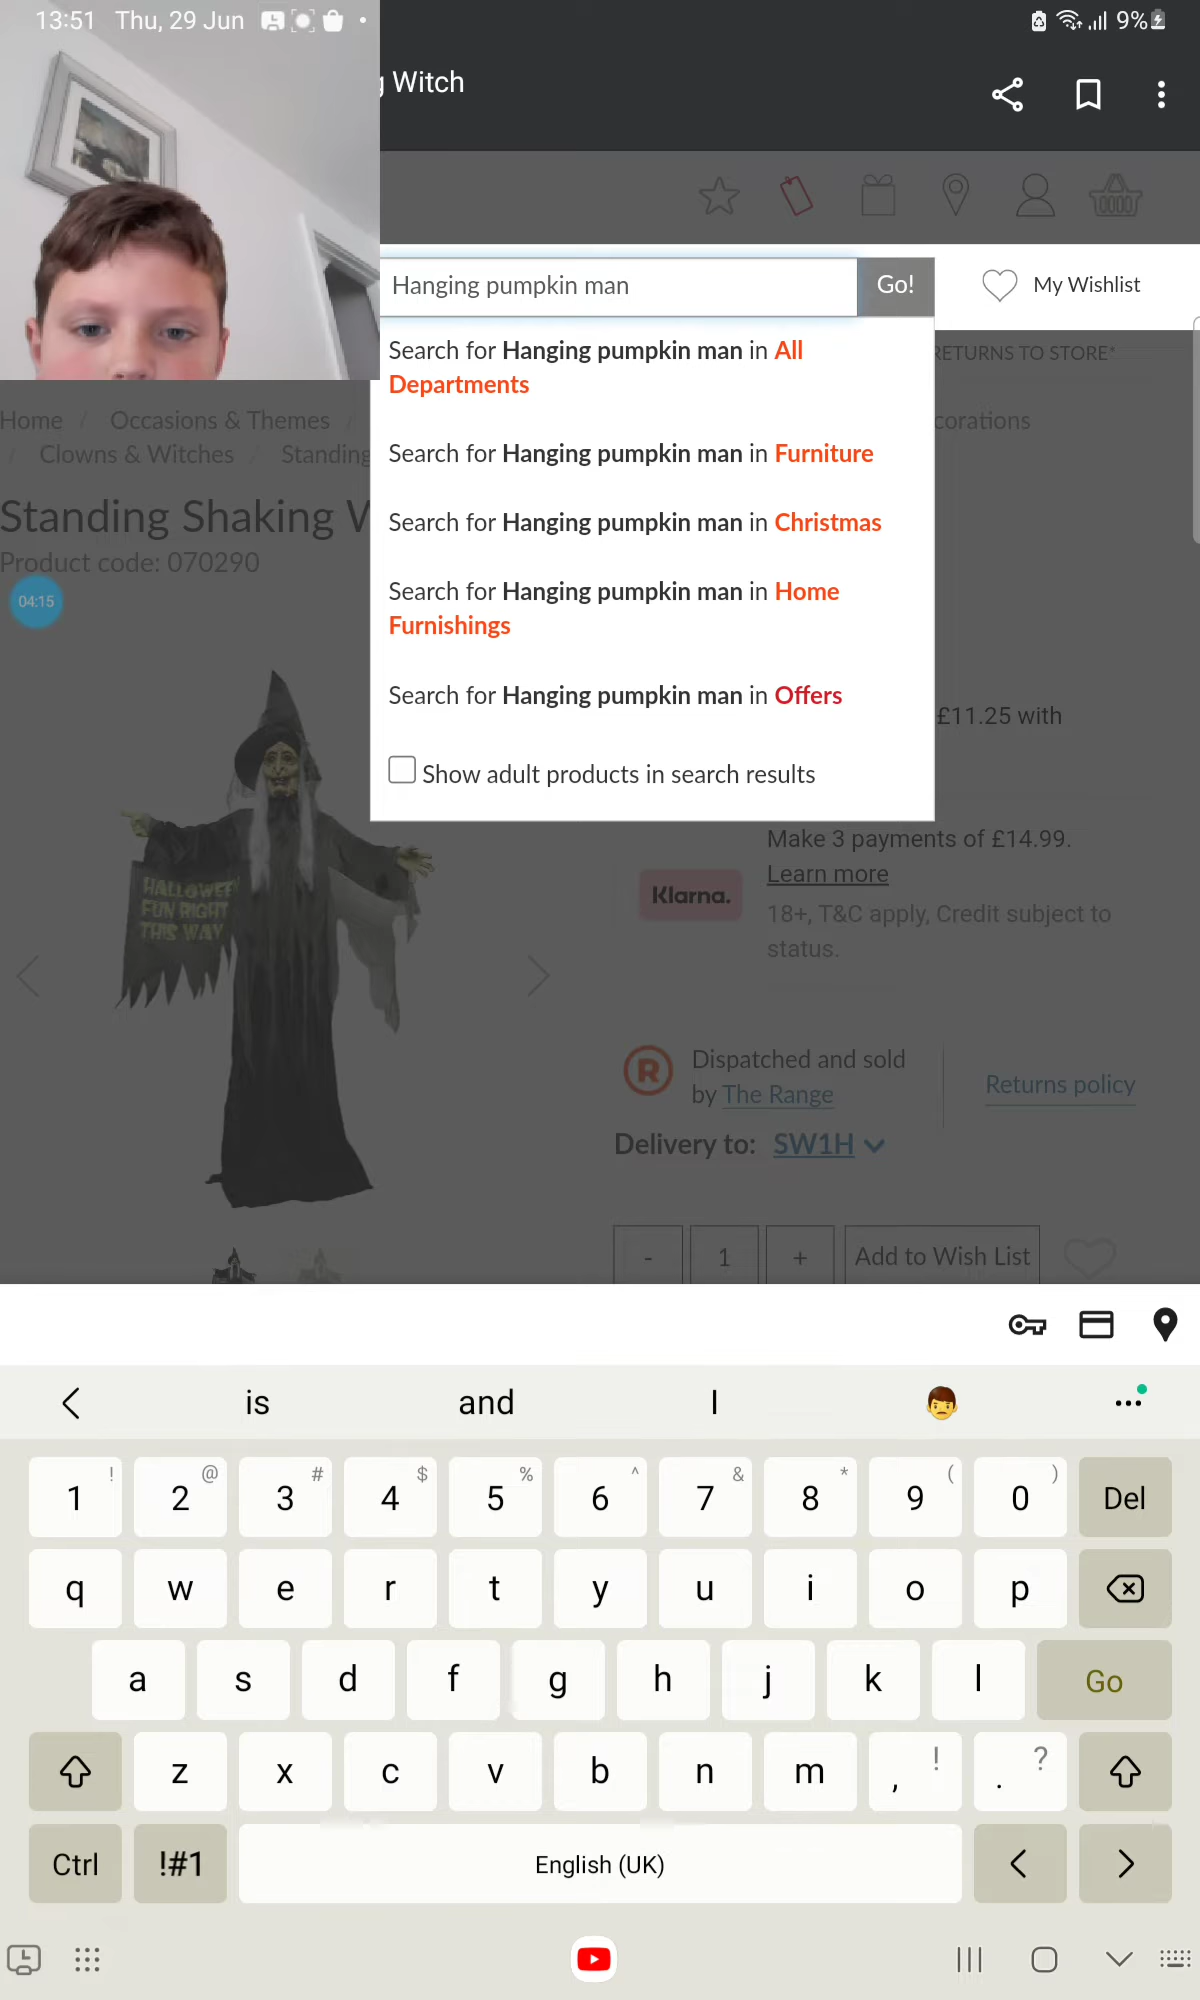 13:51 Thu, 29 Jun
9%
g Witch
Hanging pumpkin man
Go!
My Wishlist
Search for Hanging pumpkin man in All
Departments
RETURNS TO STORE*
Home / Occasions & Themes /
corations
/ Clowns & Witches / Standing
Search for Hanging pumpkin man in Furniture
Standing Shaking W
Search for Hanging pumpkin man in Christmas
Product code: 070290
04:15
Search for Hanging pumpkin man in Home
Furnishings
Search for Hanging pumpkin man in Offers
£11.25 with
Show adult products in search results
Make 3 payments of £14.99.
Learn more
Klarna.
18+, T&C apply, Credit subject to
status.
HALLOWEEN
FUN RIGHT
THIS WAY
R
Dispatched and sold
by The Range
Returns policy
Delivery to: SW1H
- 1 + Add to Wish List
is and I
! @ # $ % ^ & * ( )
1 2 3 4 5 6 7 8 9 0 Del
q w e r t y u i o p
a s d f g h j k l Go
z x c v b n m , ! . ?
Ctrl !#1 English (UK) < >